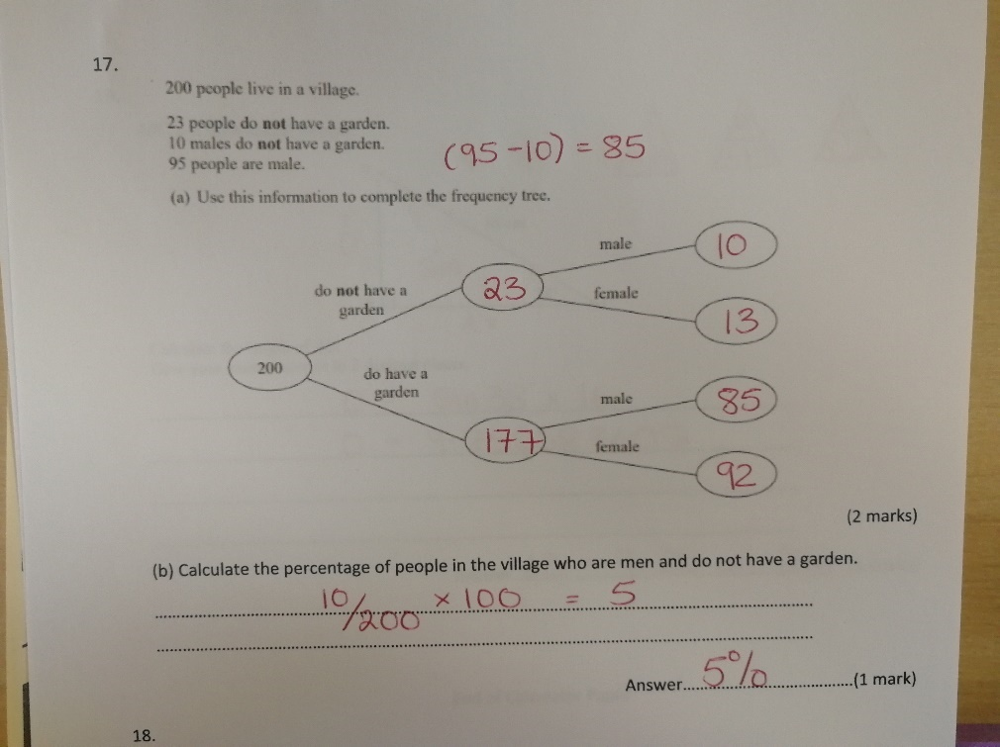 17.
200 people live in a village.
23 people do not have a garden.
10 males do not have a garden.
95 people are male.
(95-10) = 85
(a) Use this information to complete the frequency tree.
male
10
do not have a
garden
23
female
13
200
do have a
garden
male
85
177
female
92
(2 marks)
(b) Calculate the percentage of people in the village who are men and do not have a garden.
10/200 × 100 = 5
Answer 5% (1 mark)
18.